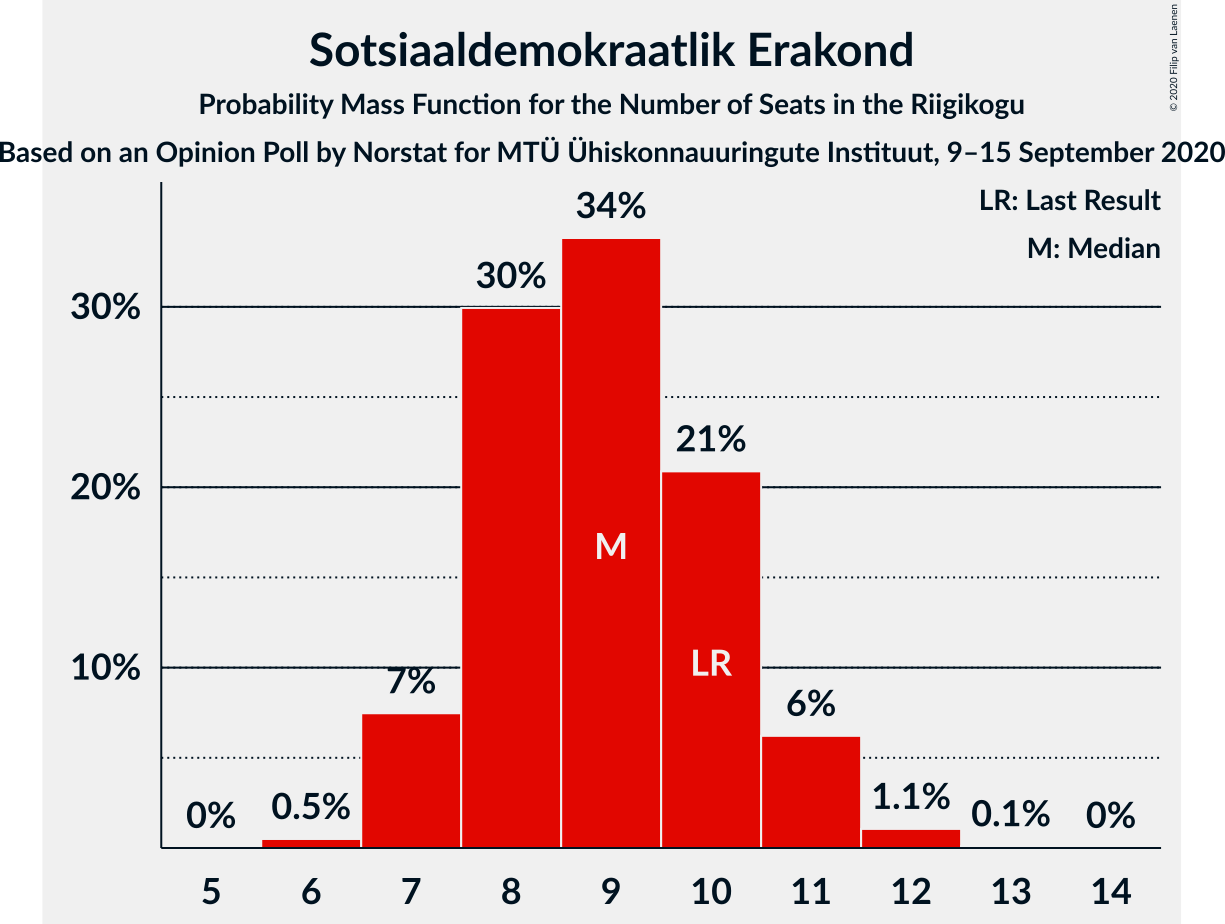 Sotsiaaldemokraatlik Erakond
Probability Mass Function for the Number of Seats in the Riigikogu
Based on an Opinion Poll by Norstat for MTÜ Ühiskonnauuringute Instituut, 9–15 September 2020
© 2020 Filip van Laenen
LR: Last Result
M: Median
34%
30%
30%
21%
20%
M
LR
10%
7%
6%
0%
0.5%
1.1%
0.1%
0%
5 6 7 8 9 10 11 12 13 14